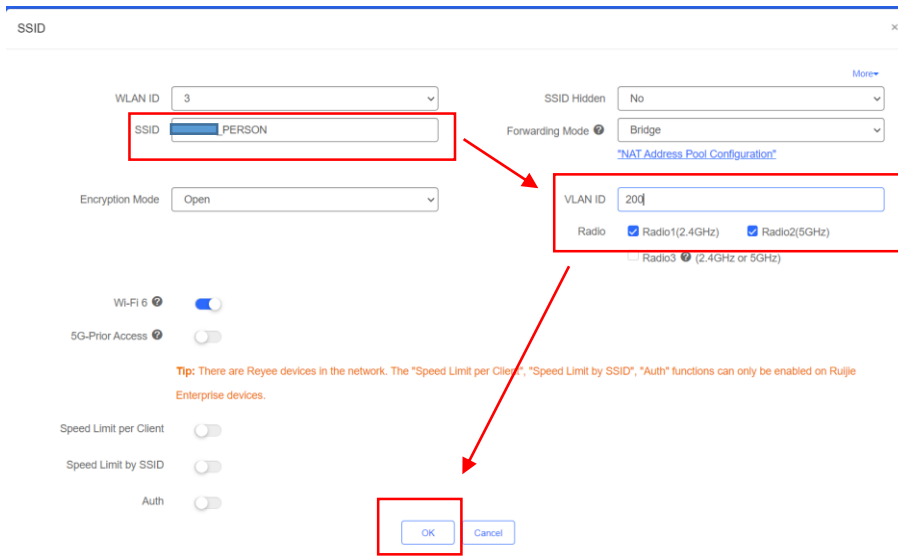 SSID
×
More
WLAN ID 3 SSID Hidden No
SSID _PERSON Forwarding Mode Bridge
"NAT Address Pool Configuration"
Encryption Mode Open VLAN ID 200
Radio Radio1(2.4GHz) Radio2(5GHz)
Radio3 (2.4GHz or 5GHz)
Wi-Fi 6
5G-Prior Access
Tip: There are Reyee devices in the network. The "Speed Limit per Client", "Speed Limit by SSID", "Auth" functions can only be enabled on Ruijie
Enterprise devices.
Speed Limit per Client
Speed Limit by SSID
Auth
OK Cancel